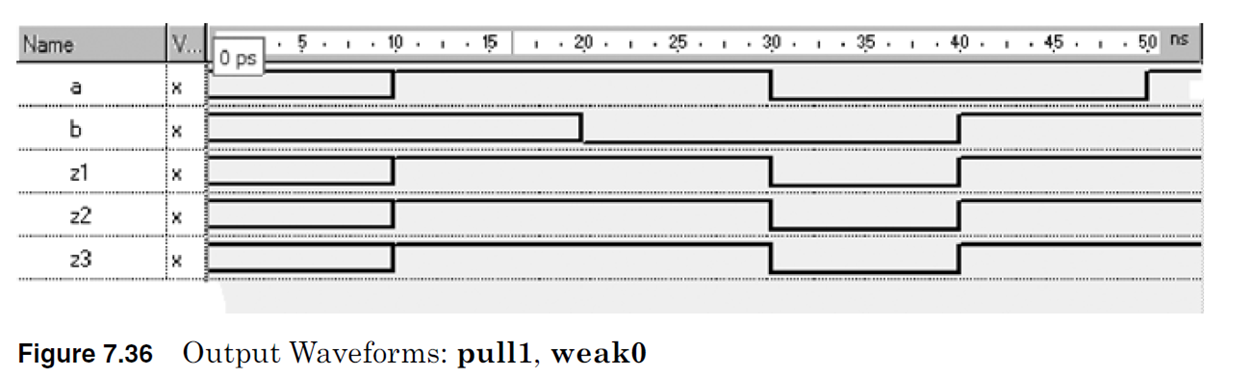 Name V... 0 ps 5 10 15 20 25 30 35 40 45 50 ns
a x
b x
z1 x
z2 x
z3 x
Figure 7.36 Output Waveforms: pull1, weak0